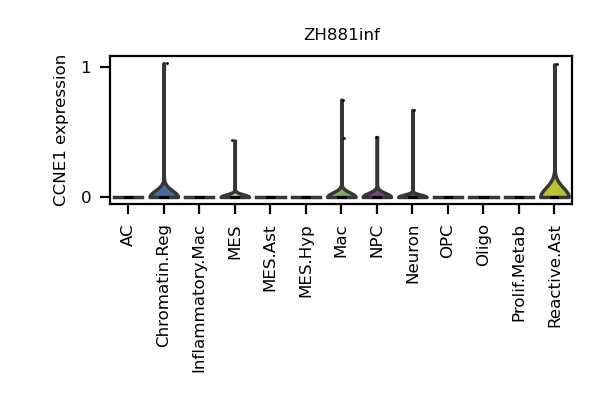 ZH881inf
CCNE1 expression
1
0
AC
Chromatin.Reg
Inflammatory.Mac
MES
MES.Ast
MES.Hyp
Mac
NPC
Neuron
OPC
Oligo
Prolif.Metab
Reactive.Ast